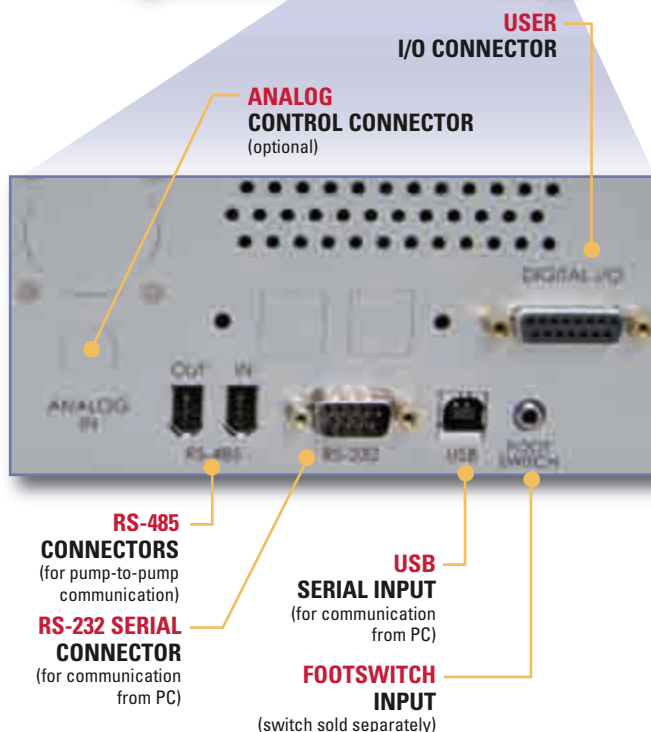 USER
I/O CONNECTOR
ANALOG
CONTROL CONNECTOR
(optional)
DIGITAL I/O
OUT IN
ANALOG
IN
RS-485
RS-232
USB
FOOT
SWITCH
RS-485
CONNECTORS
(for pump-to-pump
communication)
RS-232 SERIAL
CONNECTOR
(for communication
from PC)
USB
SERIAL INPUT
(for communication
from PC)
FOOTSWITCH
INPUT
(switch sold separately)